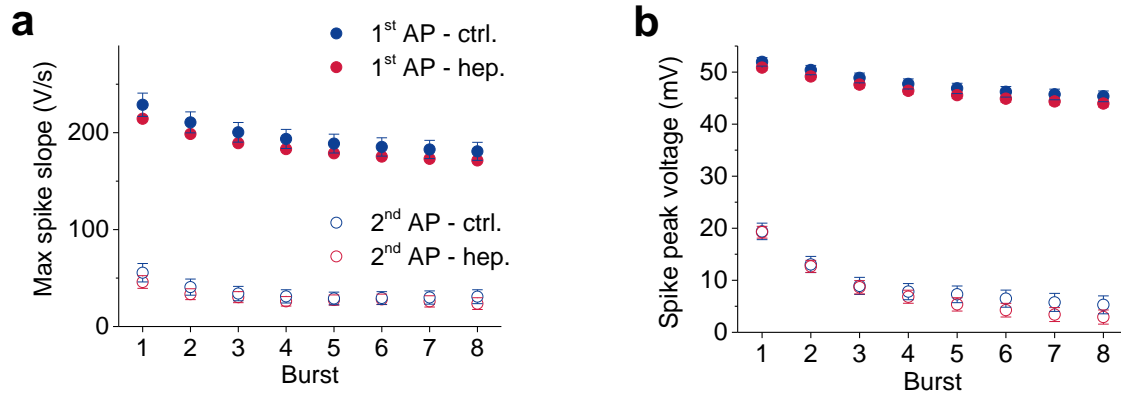 a
Max spike slope (V/s)
200
100
0
1st AP - ctrl.
1st AP - hep.
2nd AP - ctrl.
2nd AP - hep.
1 2 3 4 5 6 7 8
Burst
b
Spike peak voltage (mV)
50
40
30
20
10
0
1 2 3 4 5 6 7 8
Burst